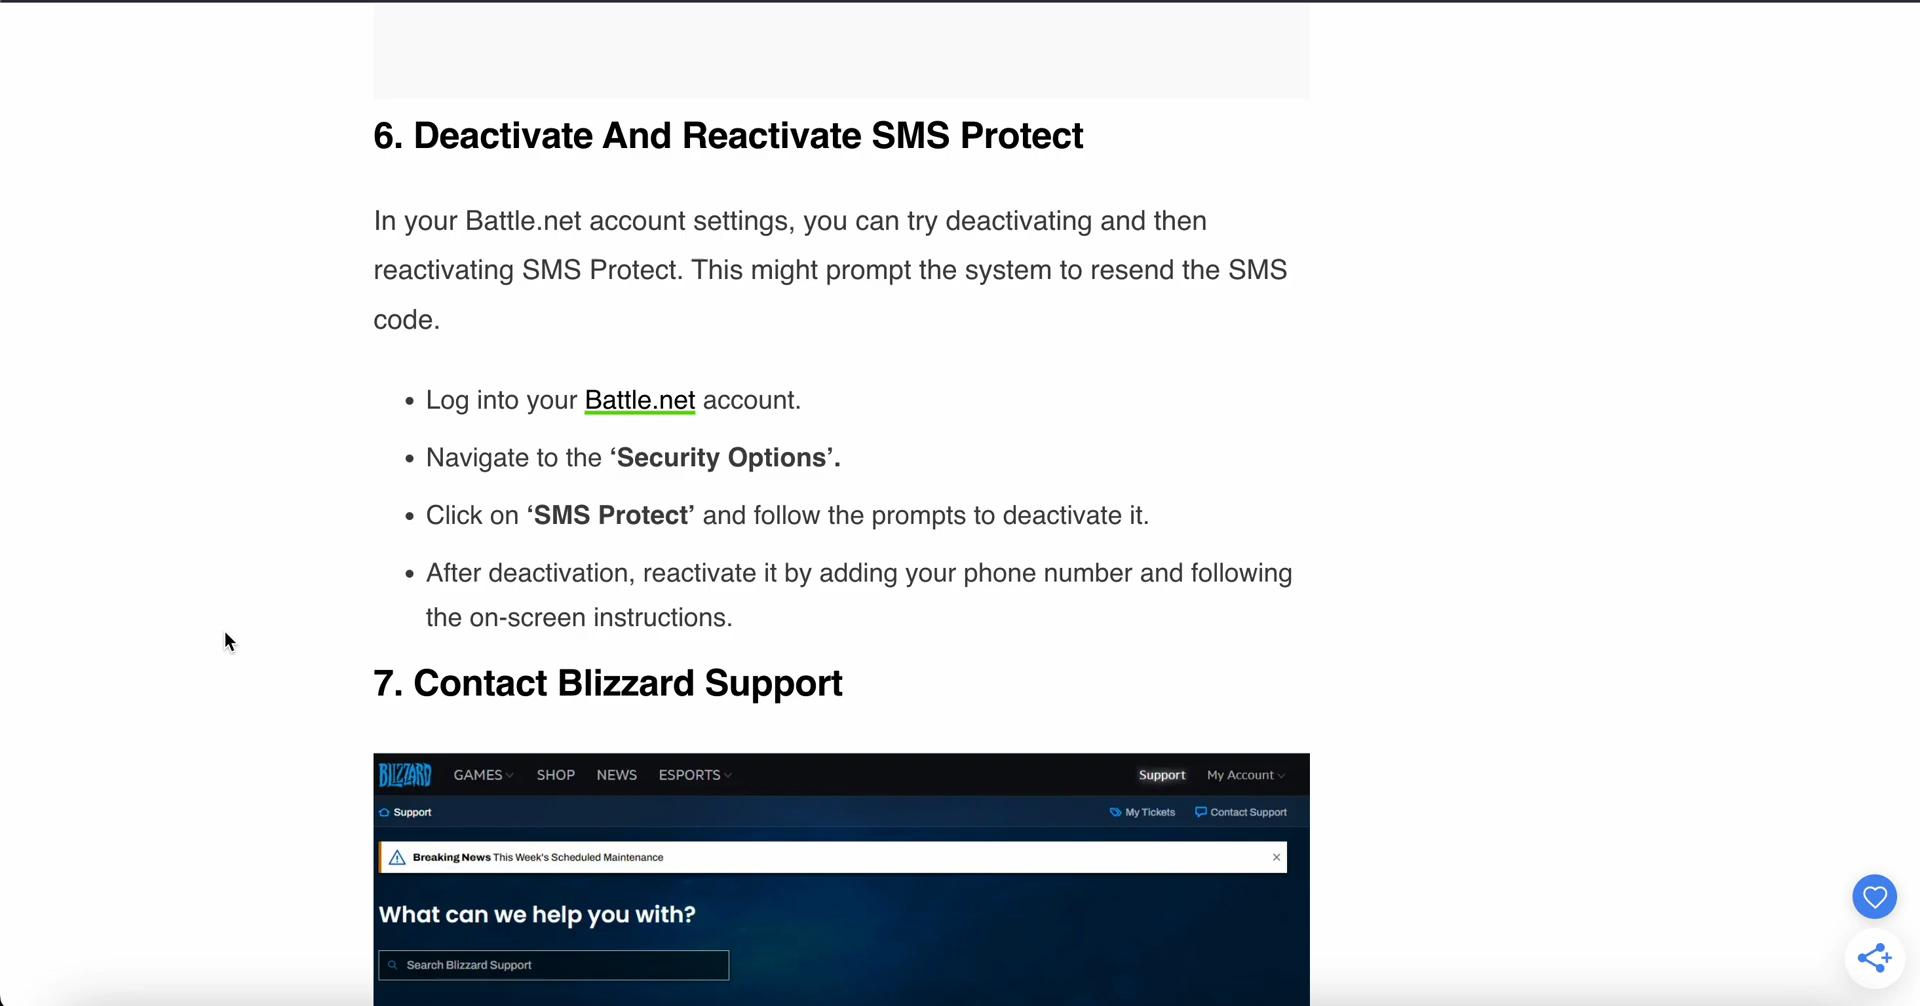 6. Deactivate And Reactivate SMS Protect
In your Battle.net account settings, you can try deactivating and then
reactivating SMS Protect. This might prompt the system to resend the SMS
code.
• Log into your Battle.net account.
• Navigate to the ‘Security Options’.
• Click on ‘SMS Protect’ and follow the prompts to deactivate it.
• After deactivation, reactivate it by adding your phone number and following
the on-screen instructions.
7. Contact Blizzard Support
BLIZZARD GAMES SHOP NEWS ESPORTS Support My Account
Support My Tickets Contact Support
Breaking News This Week's Scheduled Maintenance
What can we help you with?
Search Blizzard Support